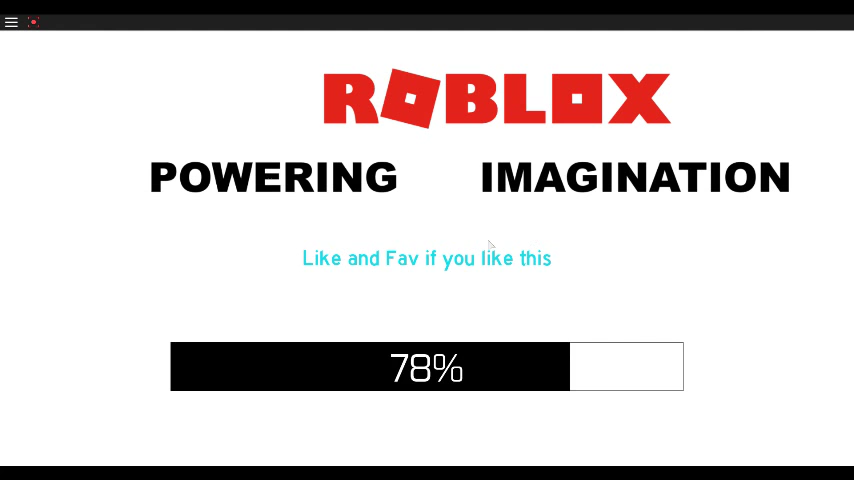 ROBLOX
POWERING IMAGINATION
Like and Fav if you like this
78%